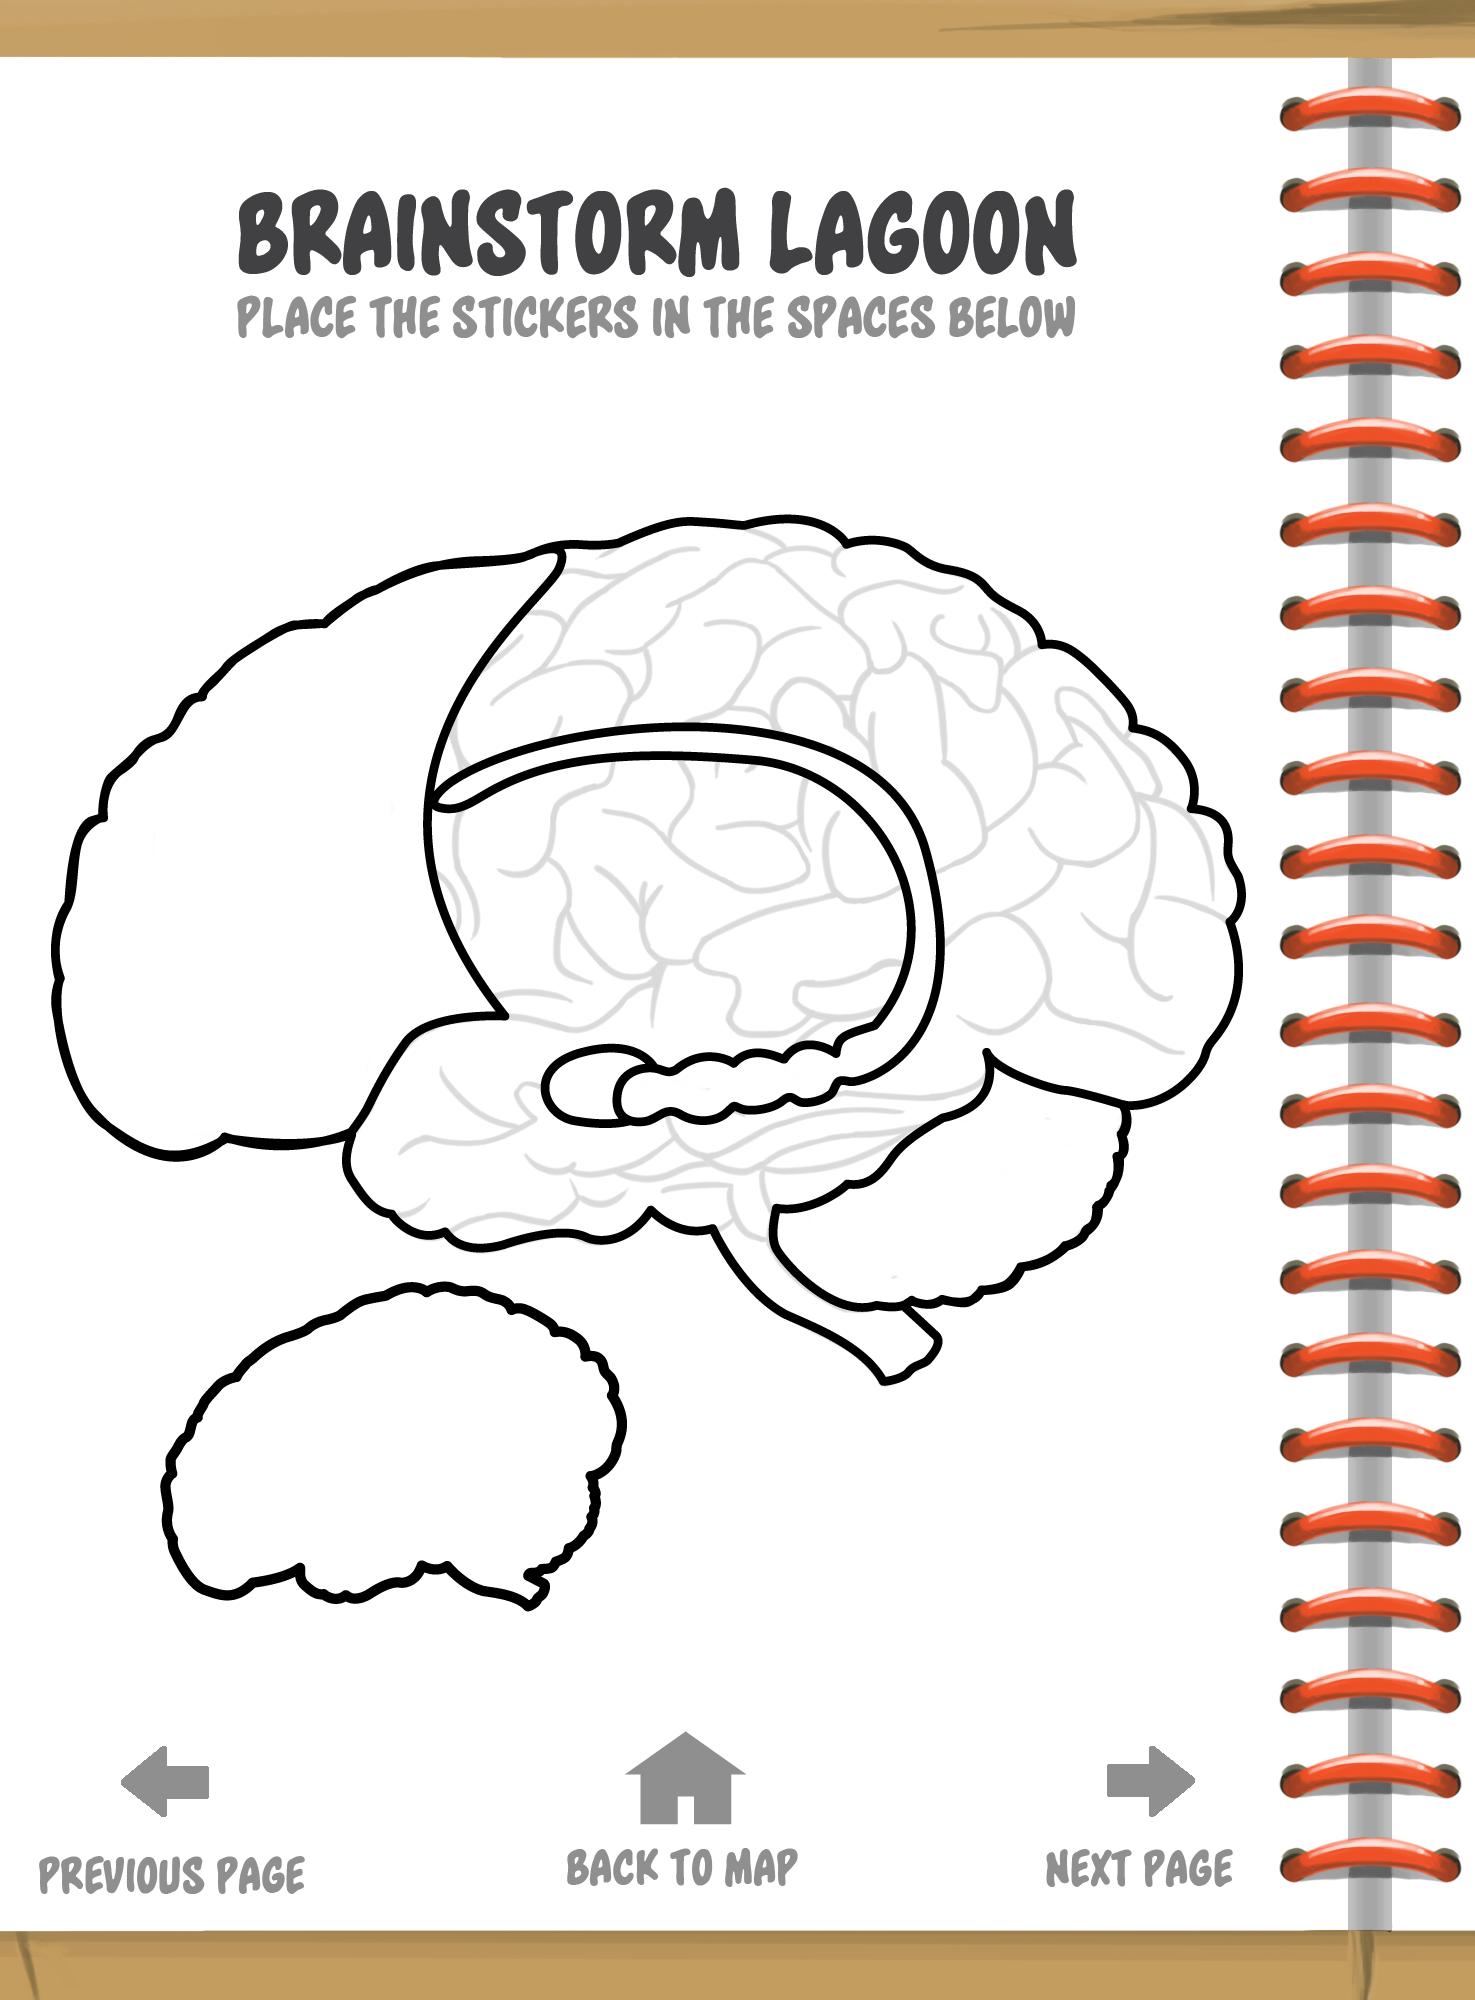 BRAINSTORM LAGOON
PLACE THE STICKERS IN THE SPACES BELOW
PREVIOUS PAGE
BACK TO MAP
NEXT PAGE